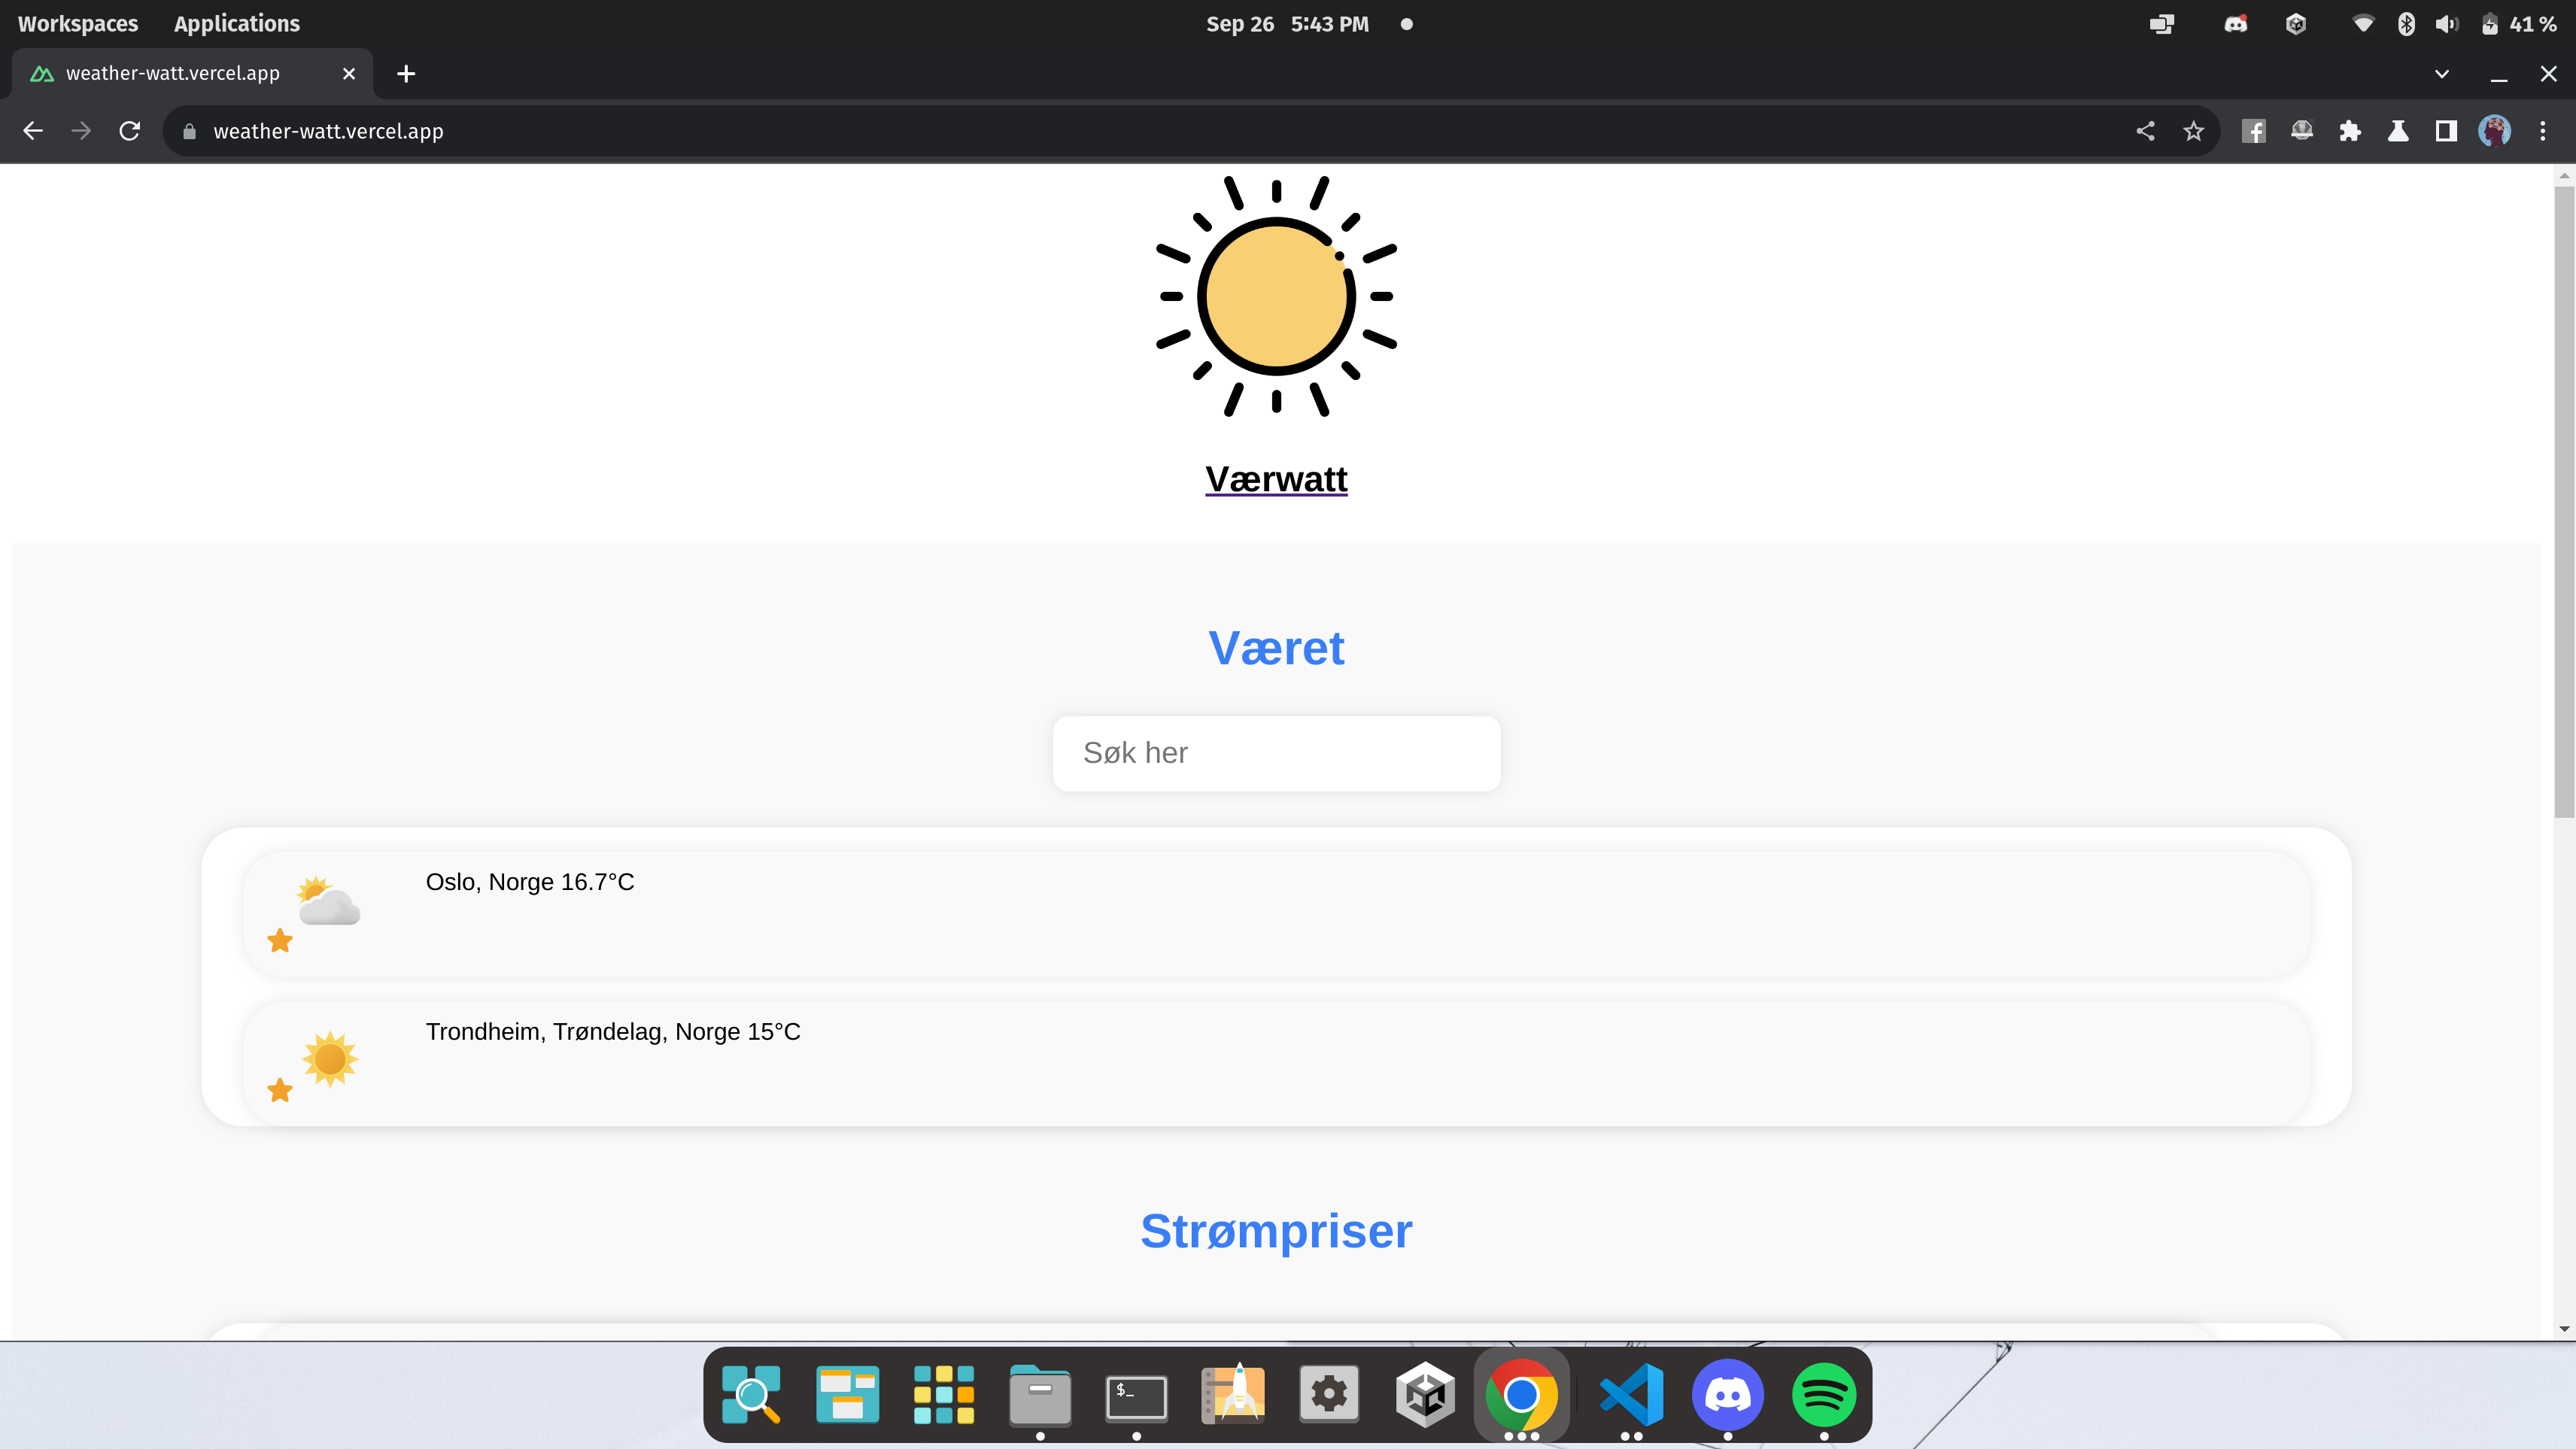 Workspaces Applications Sep 26 5:43 PM 41 %
weather-watt.vercel.app
weather-watt.vercel.app
Værwatt
Været
Søk her
Oslo, Norge 16.7°C
Trondheim, Trøndelag, Norge 15°C
Strømpriser
$_